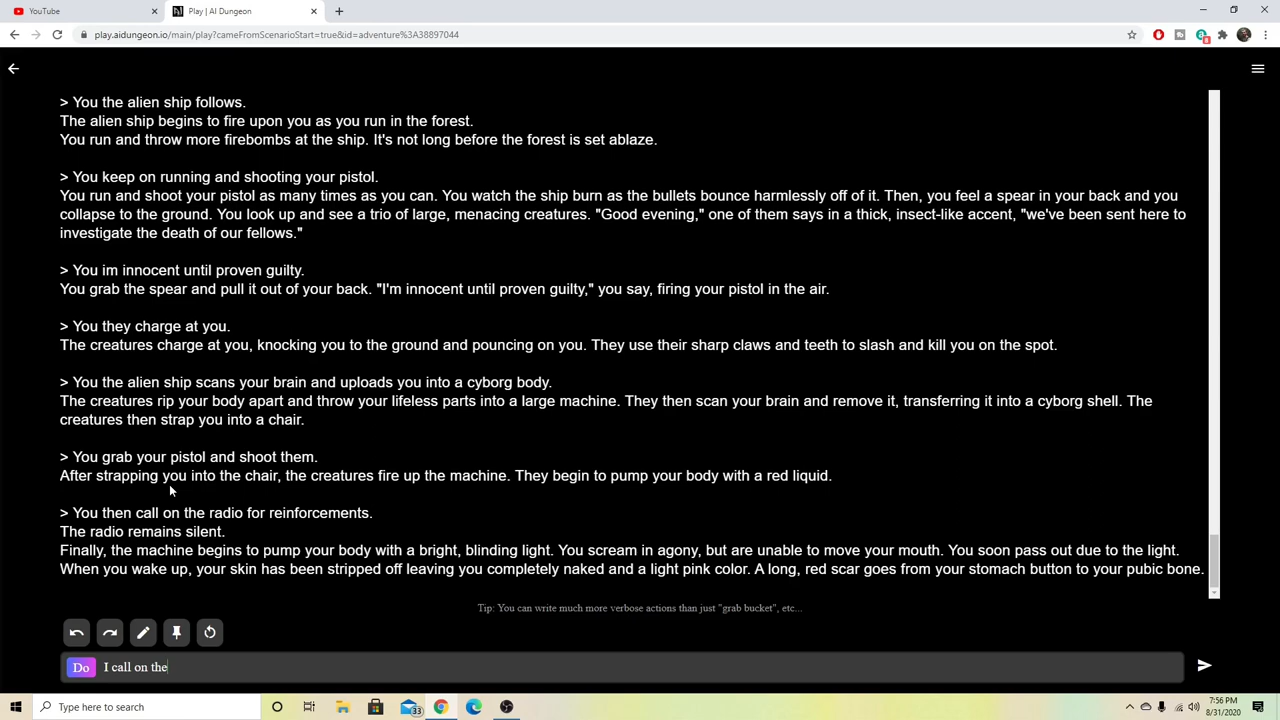 YouTube
Play | AI Dungeon
play.aidungeon.io/main/play?cameFromScenarioStart=true&id=adventure%3A38897044
> You the alien ship follows.
The alien ship begins to fire upon you as you run in the forest.
You run and throw more firebombs at the ship. It's not long before the forest is set ablaze.
> You keep on running and shooting your pistol.
You run and shoot your pistol as many times as you can. You watch the ship burn as the bullets bounce harmlessly off of it. Then, you feel a spear in your back and you
collapse to the ground. You look up and see a trio of large, menacing creatures. "Good evening," one of them says in a thick, insect-like accent, "we've been sent here to
investigate the death of our fellows."
> You im innocent until proven guilty.
You grab the spear and pull it out of your back. "I'm innocent until proven guilty," you say, firing your pistol in the air.
> You they charge at you.
The creatures charge at you, knocking you to the ground and pouncing on you. They use their sharp claws and teeth to slash and kill you on the spot.
> You the alien ship scans your brain and uploads you into a cyborg body.
The creatures rip your body apart and throw your lifeless parts into a large machine. They then scan your brain and remove it, transferring it into a cyborg shell. The
creatures then strap you into a chair.
> You grab your pistol and shoot them.
After strapping you into the chair, the creatures fire up the machine. They begin to pump your body with a red liquid.
> You then call on the radio for reinforcements.
The radio remains silent.
Finally, the machine begins to pump your body with a bright, blinding light. You scream in agony, but are unable to move your mouth. You soon pass out due to the light.
When you wake up, your skin has been stripped off leaving you completely naked and a light pink color. A long, red scar goes from your stomach button to your pubic bone.
Tip: You can write much more verbose actions than just "grab bucket", etc...
Do I call on the
Type here to search
33
7:56 PM
8/31/2020